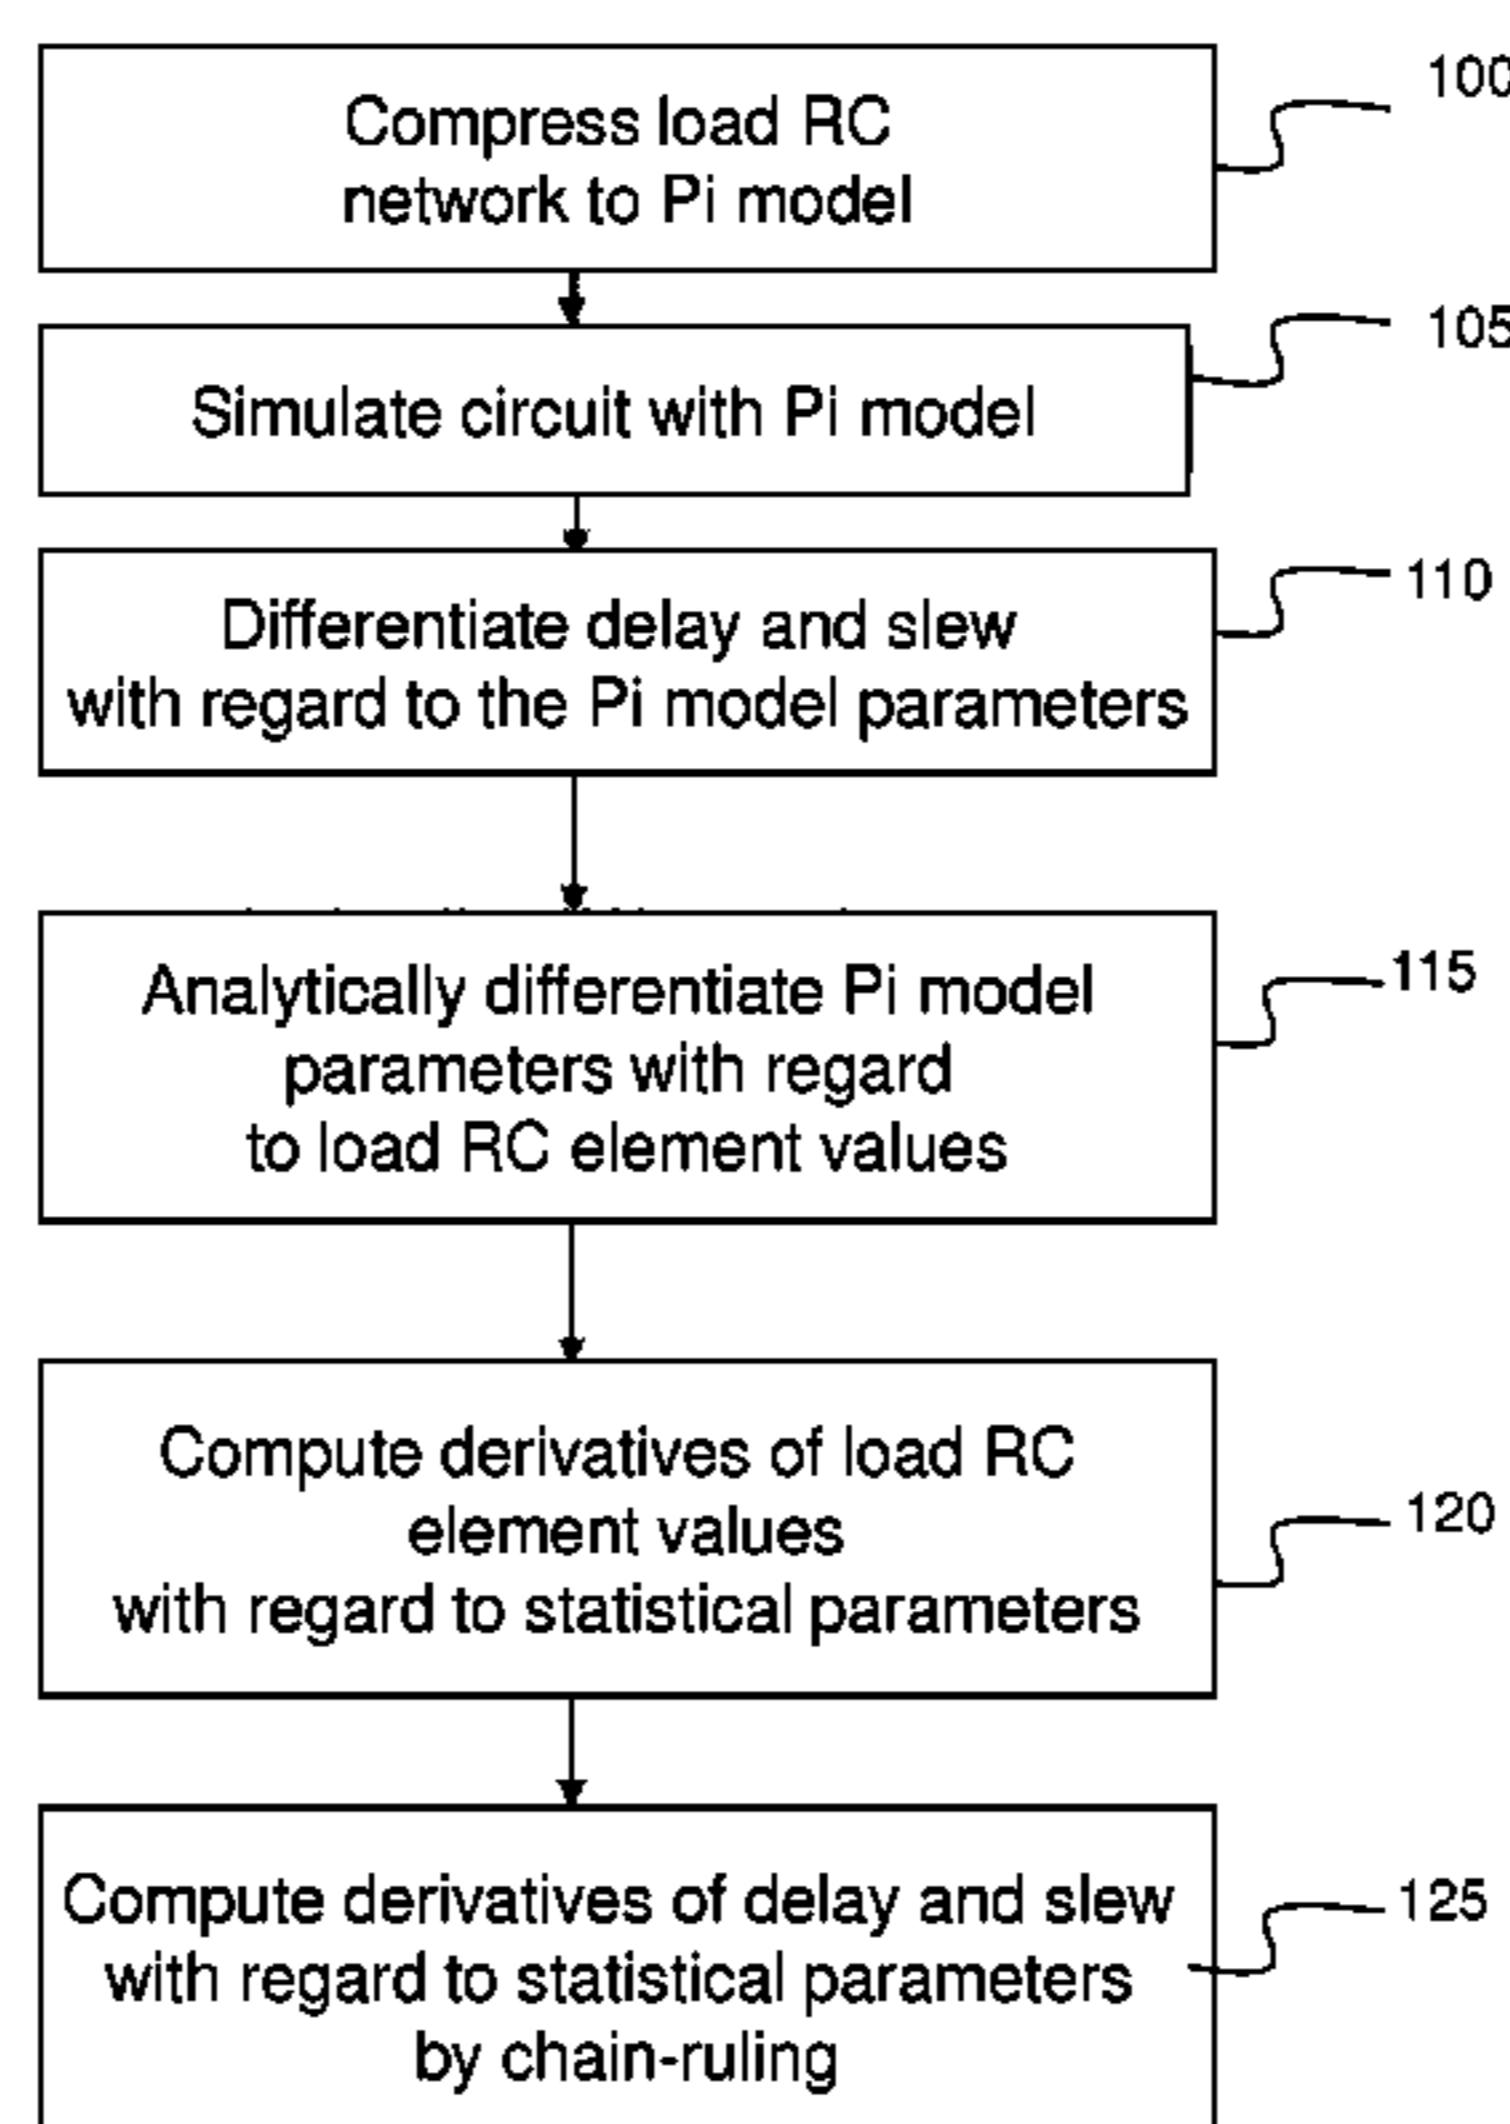 Compress load RC
network to Pi model
100
Simulate circuit with Pi model
105
Differentiate delay and slew
with regard to the Pi model parameters
110
Analytically differentiate Pi model
parameters with regard
to load RC element values
115
Compute derivatives of load RC
element values
with regard to statistical parameters
120
Compute derivatives of delay and slew
with regard to statistical parameters
by chain-ruling
125